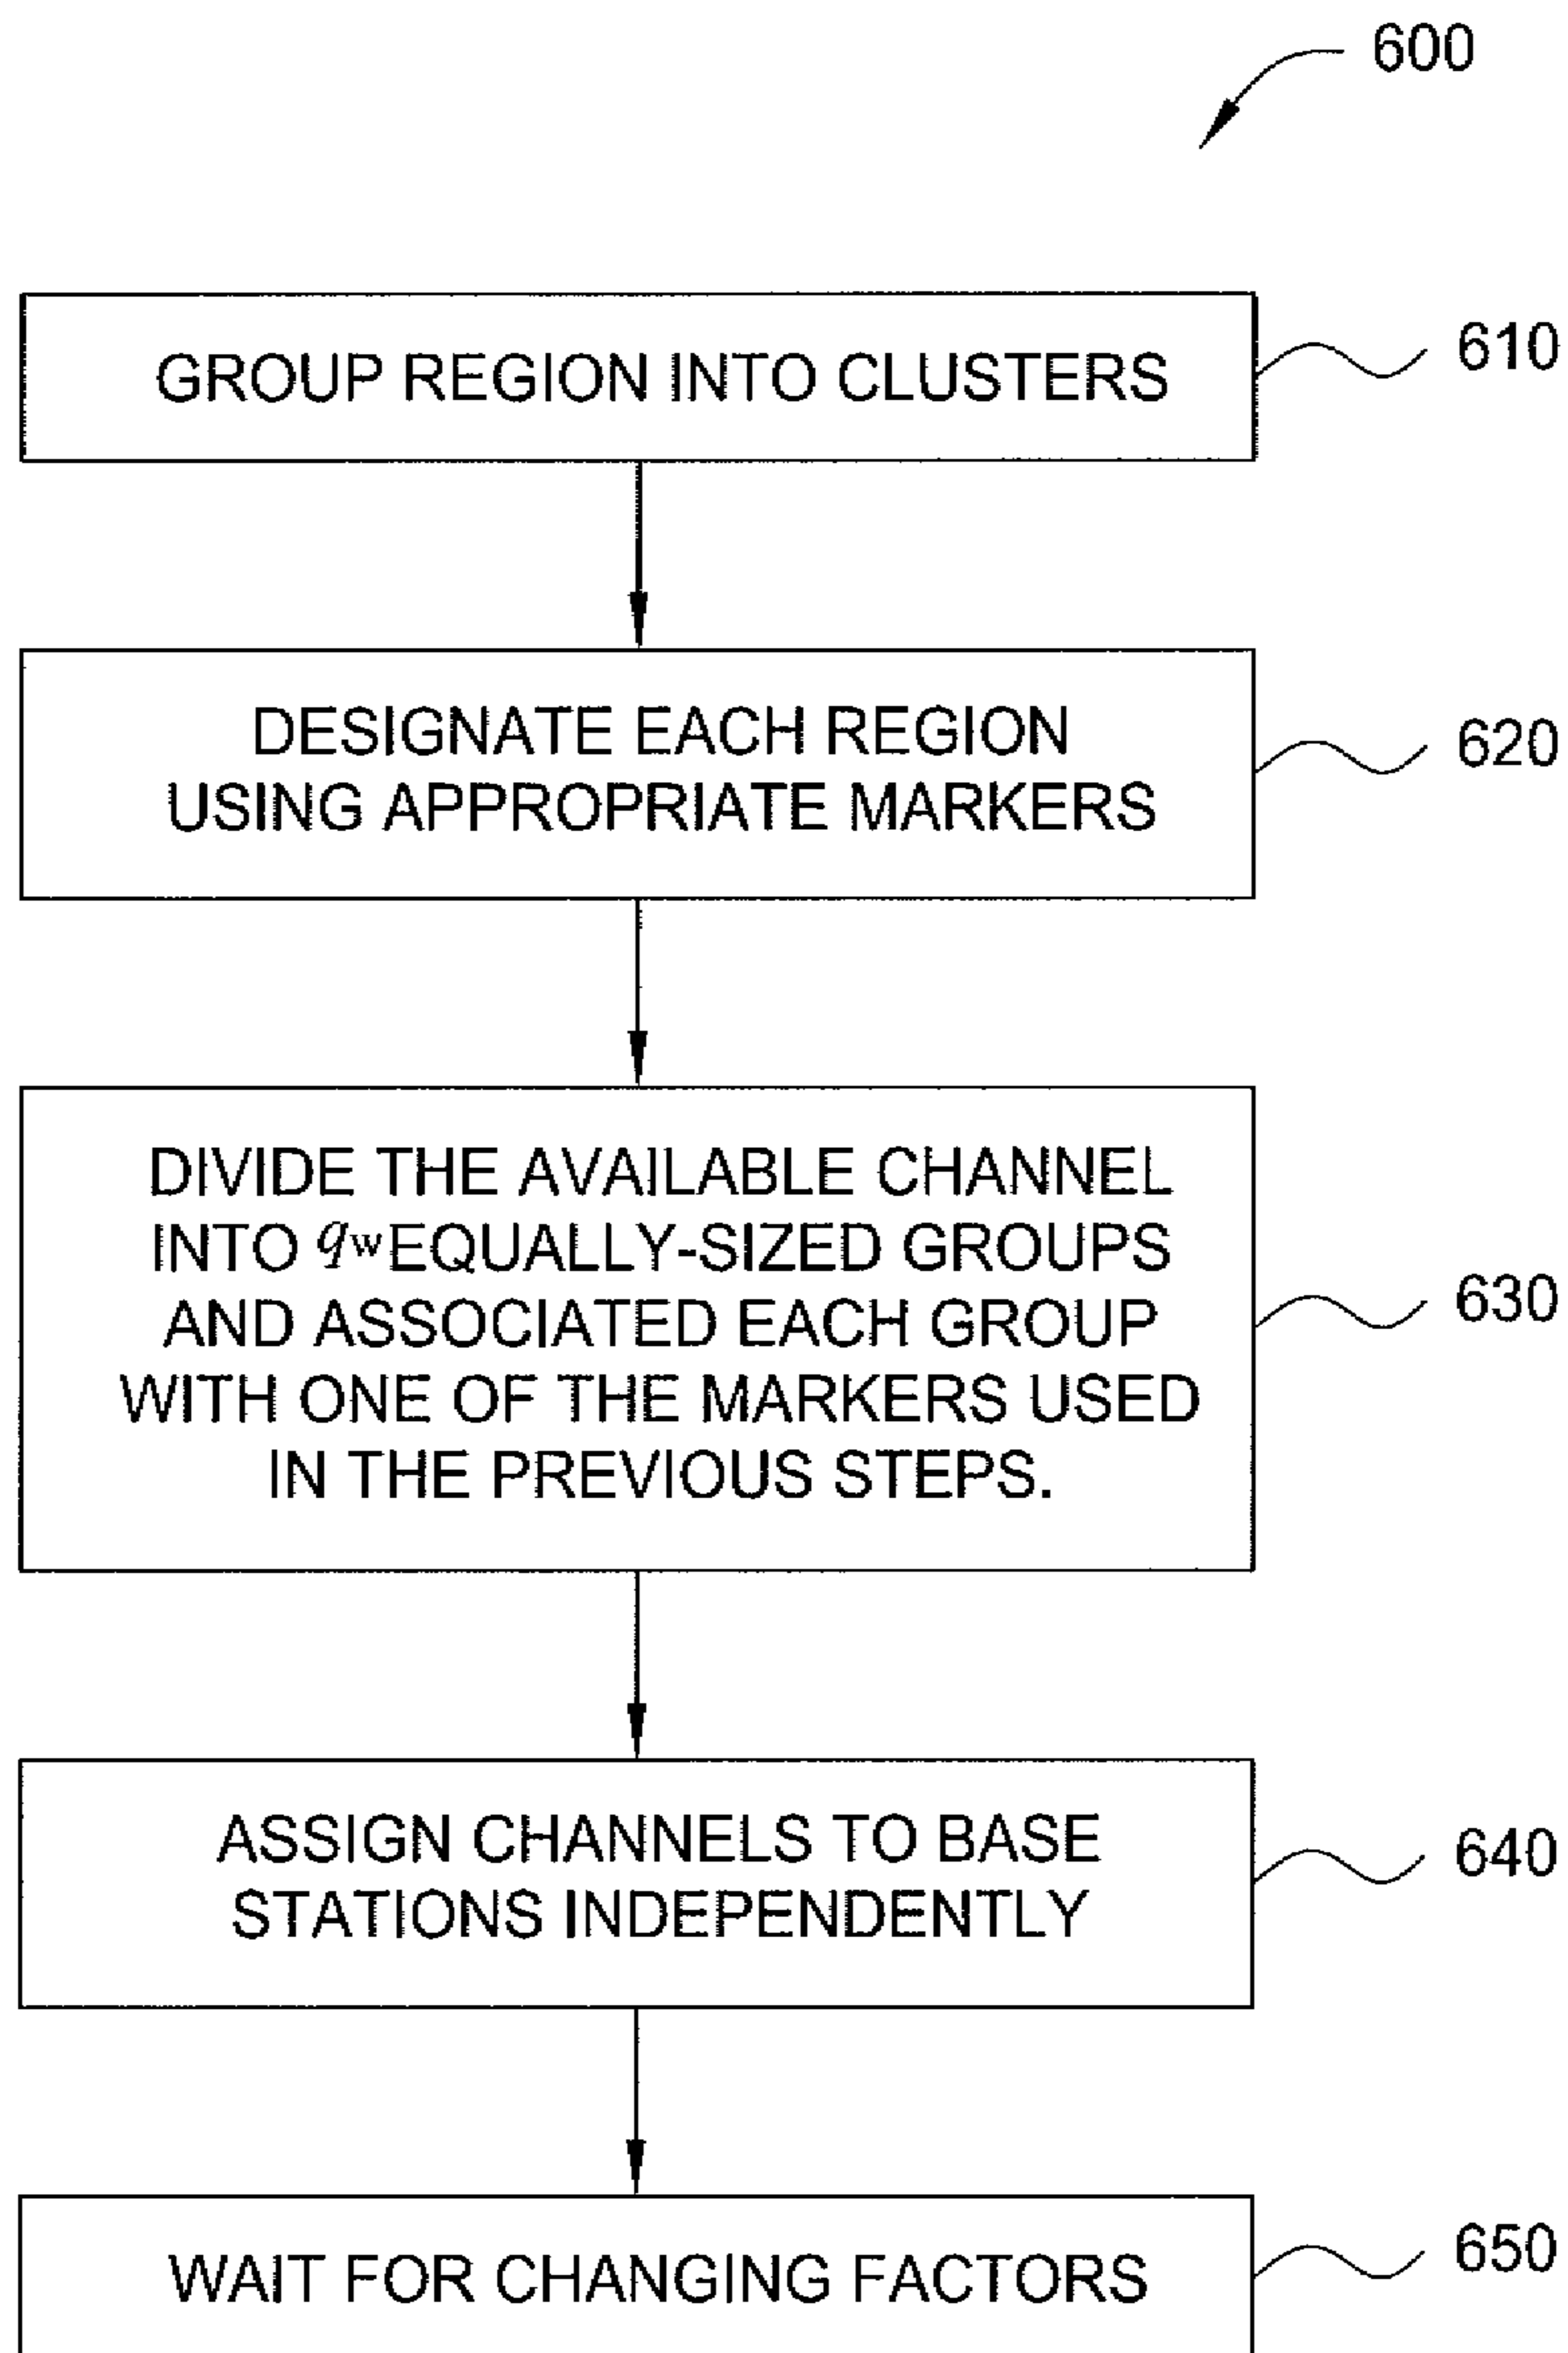 600
GROUP REGION INTO CLUSTERS
610
DESIGNATE EACH REGION
USING APPROPRIATE MARKERS
620
DIVIDE THE AVAILABLE CHANNEL
INTO qw EQUALLY-SIZED GROUPS
AND ASSOCIATED EACH GROUP
WITH ONE OF THE MARKERS USED
IN THE PREVIOUS STEPS.
630
ASSIGN CHANNELS TO BASE
STATIONS INDEPENDENTLY
640
WAIT FOR CHANGING FACTORS
650